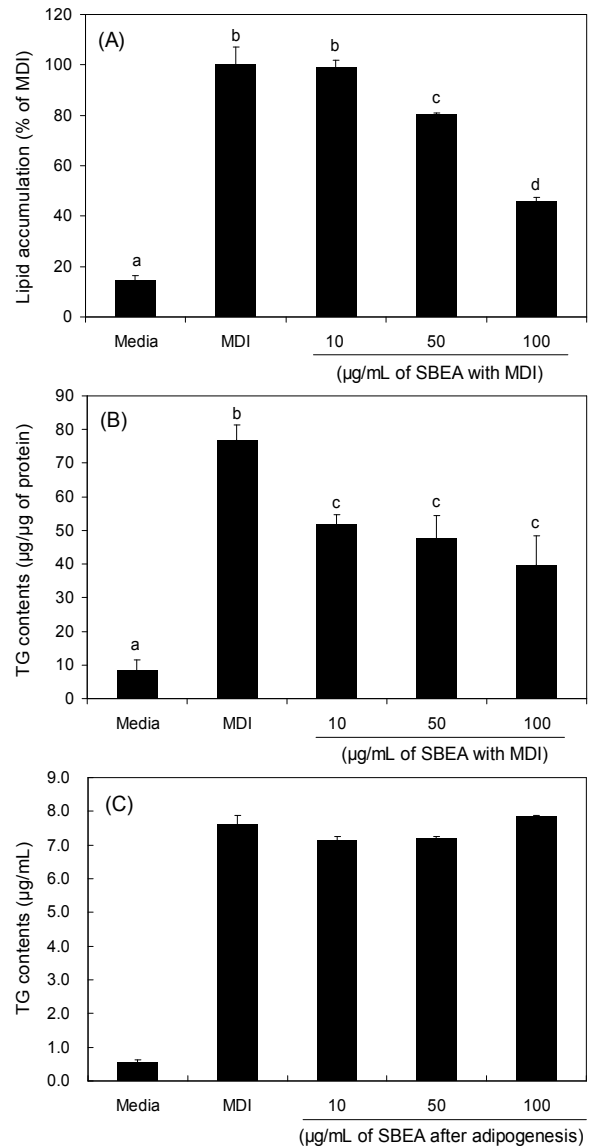 (A)
Lipid accumulation (% of MDI)
120
100
80
60
40
20
0
a
b
b
c
d
Media MDI 10 50 100
(µg/mL of SBEA with MDI)
(B)
TG contents (µg/µg of protein)
90
80
70
60
50
40
30
20
10
0
a
b
c
c
c
Media MDI 10 50 100
(µg/mL of SBEA with MDI)
(C)
TG contents (µg/mL)
9.0
8.0
7.0
6.0
5.0
4.0
3.0
2.0
1.0
0.0
Media MDI 10 50 100
(µg/mL of SBEA after adipogenesis)